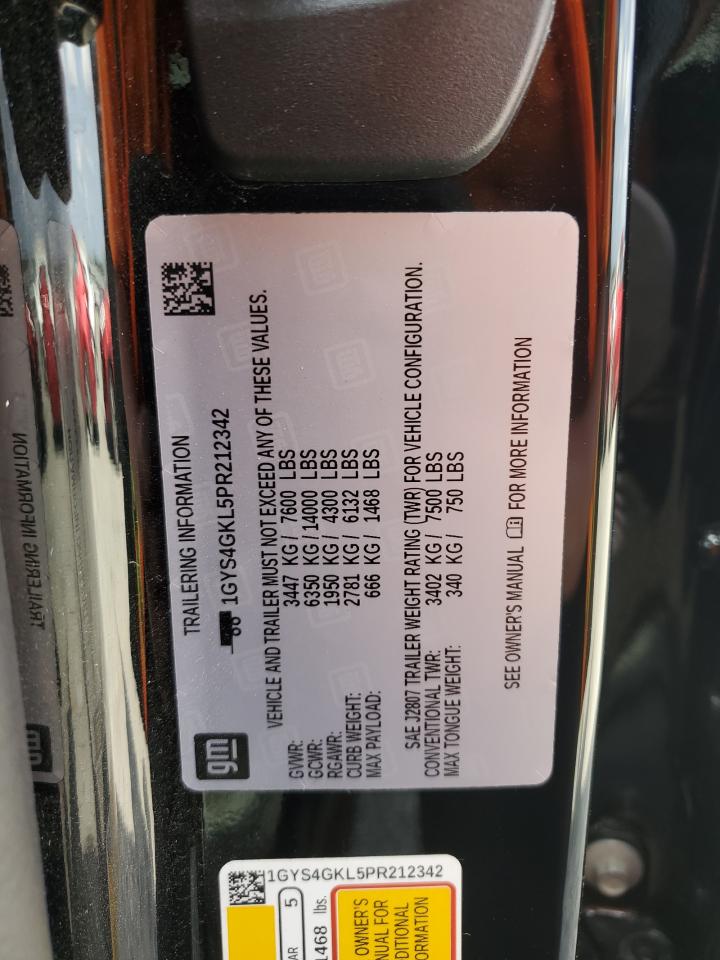 TRAILERING INFORMATION
1GYS4GKL5PR212342
VEHICLE AND TRAILER MUST NOT EXCEED ANY OF THESE VALUES.
GVWR: 3447 KG / 7600 LBS
GCWR: 6350 KG / 14000 LBS
RGAWR: 1950 KG / 4300 LBS
CURB WEIGHT: 2781 KG / 6132 LBS
MAX PAYLOAD: 666 KG / 1468 LBS
SAE J2807 TRAILER WEIGHT RATING (TWR) FOR VEHICLE CONFIGURATION.
CONVENTIONAL TWR: 3402 KG / 7500 LBS
MAX TONGUE WEIGHT: 340 KG / 750 LBS
SEE OWNER'S MANUAL FOR MORE INFORMATION
gm
1GYS4GKL5PR212342
AR 5
1468 lbs.
OWNER'S
NUAL FOR
DITIONAL
ORMATION
TRAILERING INFORMATION
gm